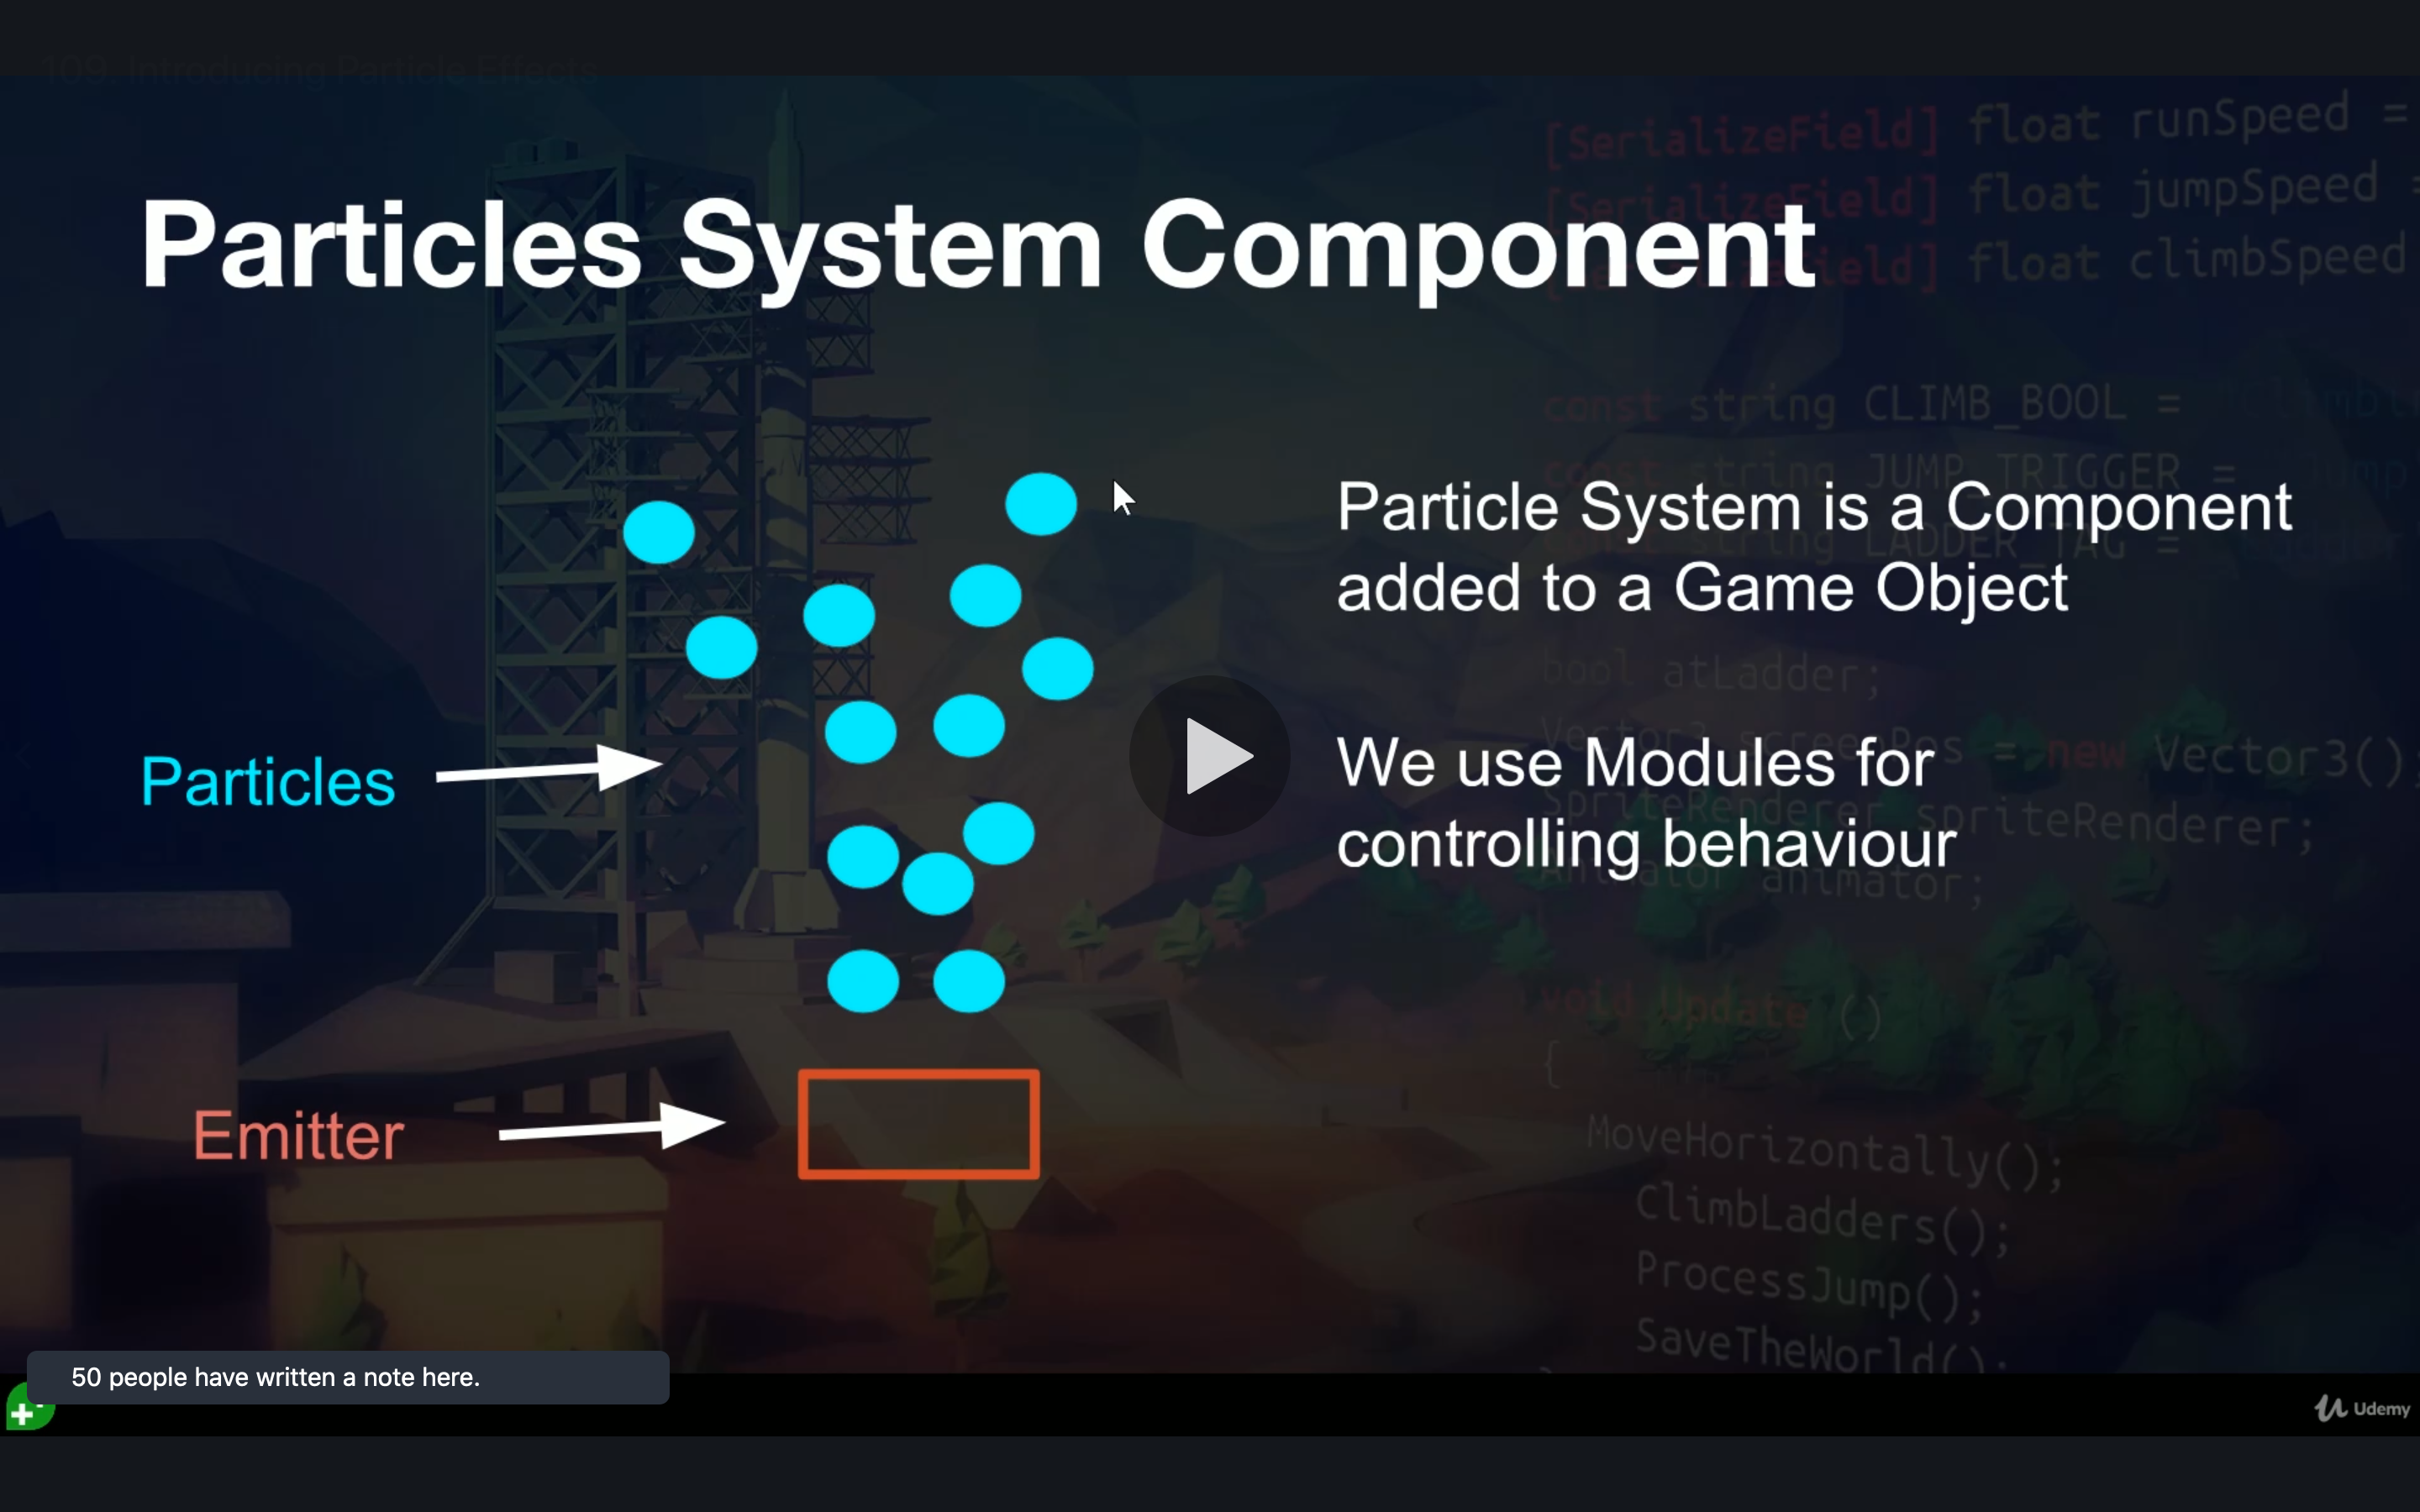 109. Introducing Particle Effects
Particles System Component
[SerializeField] float runSpeed =
[SerializeField] float jumpSpeed =
float climbSpeed
const string CLIMB_BOOL =
const string JUMP_TRIGGER =
string LADDER_TAG =
Particle System is a Component
added to a Game Object
bool atLadder;
Vector3 screenPos = new Vector3();
We use Modules for
controlling behaviour
SpriteRenderer spriteRenderer;
Animator animator;
Particles
void Update ()
{
Emitter
MoveHorizontally();
ClimbLadders();
ProcessJump();
SaveTheWorld();
50 people have written a note here.
Udemy